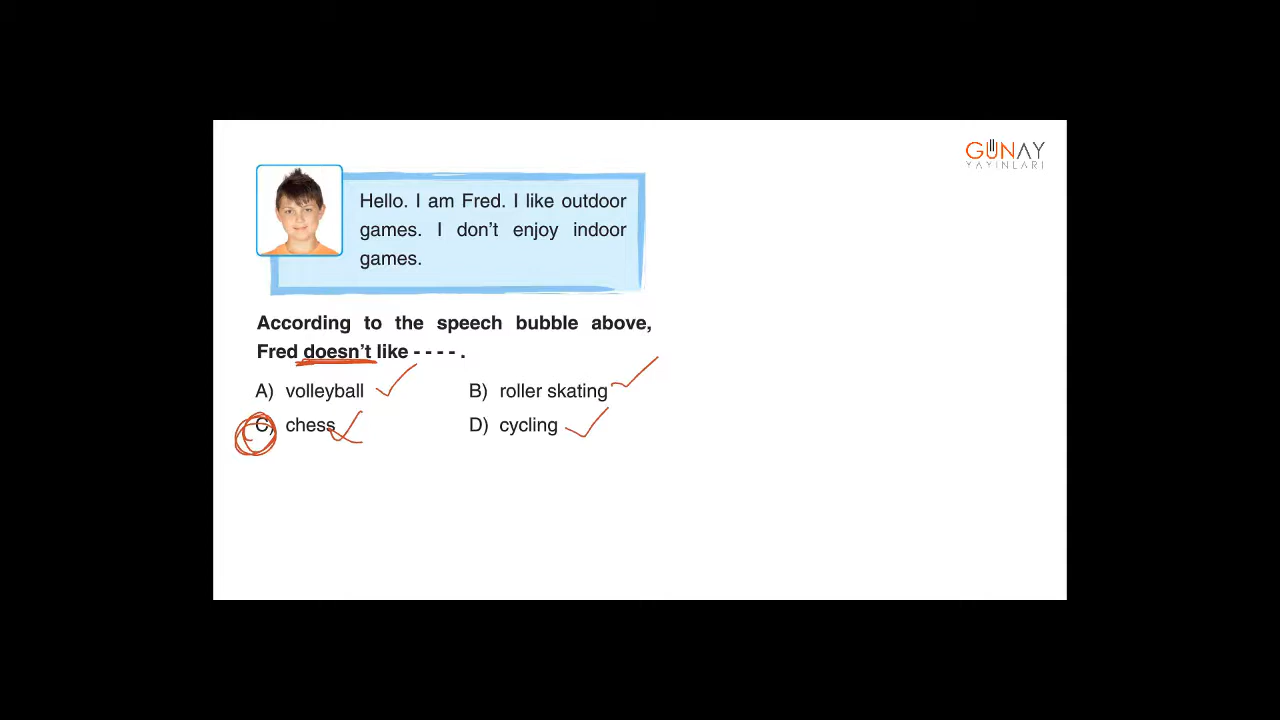 GÜNAY
YAYINLARI
Hello. I am Fred. I like outdoor
games. I don't enjoy indoor
games.
According to the speech bubble above,
Fred doesn't like - - - - .
A) volleyball B) roller skating
C) chess D) cycling